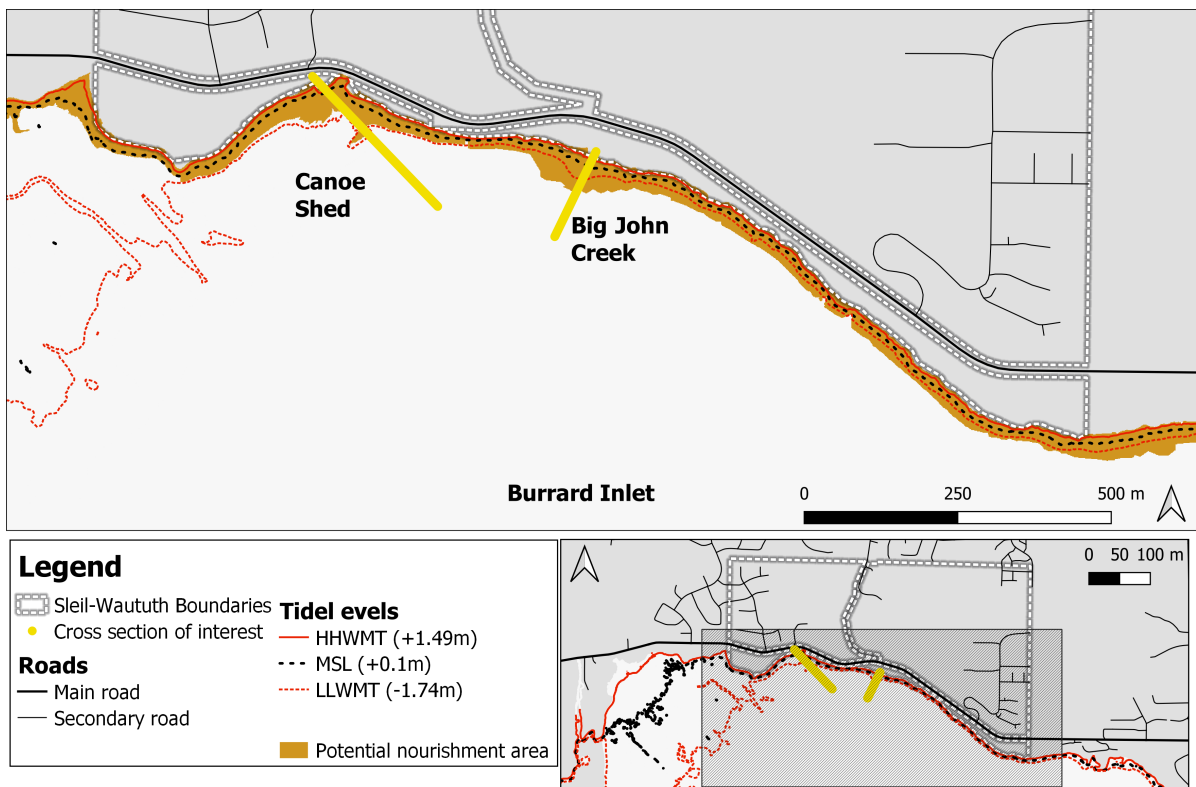 Canoe
Shed
Big John
Creek
Burrard Inlet
0 250 500 m
Legend
Sleil-Waututh Boundaries
Cross section of interest
Roads
Main road
Secondary road
Tidel evels
HHWMT (+1.49m)
MSL (+0.1m)
LLWMT (-1.74m)
Potential nourishment area
0 50 100 m